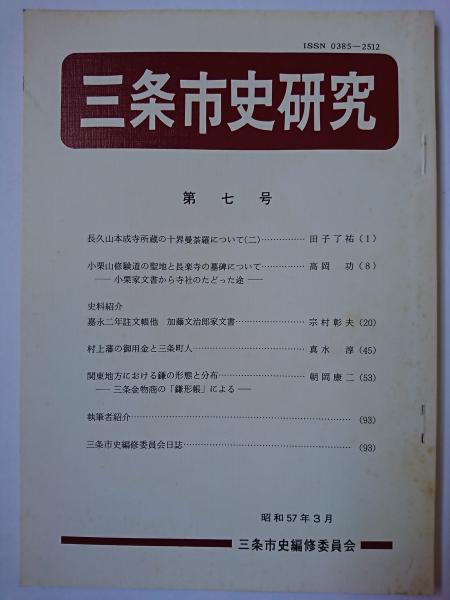 ISSN 0385-2512
三条市史研究
第七号
長久山本成寺所蔵の十界曼荼羅について(二)……………田子了祐(1)
小栗山修験道の聖地と長楽寺の墓碑について……………高岡 功(8)
── 小栗家文書から寺社のたどった途 ──
史料紹介
嘉永二年註文帳他 加藤文治郎家文書……………宗村彰夫(20)
村上藩の御用金と三条町人……………真水 淳(45)
関東地方における鎌の形態と分布……………朝岡康二(53)
── 三条金物商の「鎌形帳」による ──
執筆者紹介……………(93)
三条市史編修委員会日誌……………(93)
昭和57年3月
三条市史編修委員会